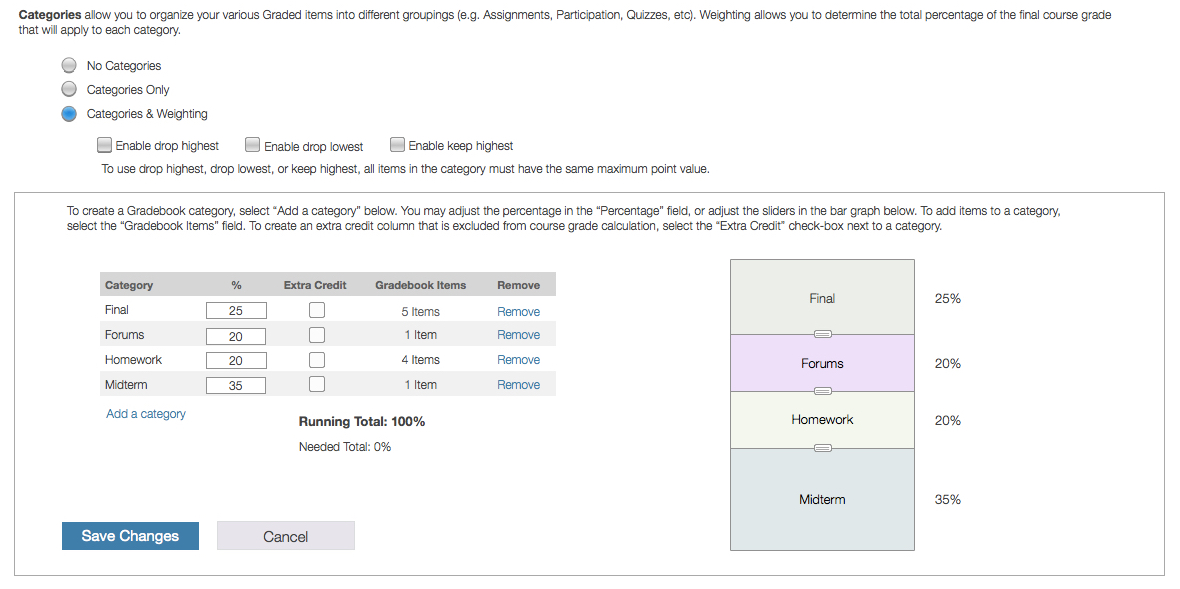 Categories allow you to organize your various Graded items into different groupings (e.g. Assignments, Participation, Quizzes, etc). Weighting allows you to determine the total percentage of the final course grade
that will apply to each category.
No Categories
Categories Only
Categories & Weighting
Enable drop highest Enable drop lowest Enable keep highest
To use drop highest, drop lowest, or keep highest, all items in the category must have the same maximum point value.
To create a Gradebook category, select “Add a category” below. You may adjust the percentage in the “Percentage” field, or adjust the sliders in the bar graph below. To add items to a category,
select the “Gradebook Items” field. To create an extra credit column that is excluded from course grade calculation, select the “Extra Credit” check-box next to a category.
Category % Extra Credit Gradebook Items Remove
Final 25 5 Items Remove
Forums 20 1 Item Remove
Homework 20 4 Items Remove
Midterm 35 1 Item Remove
Add a category
Running Total: 100%
Needed Total: 0%
Save Changes Cancel
Final 25%
Forums 20%
Homework 20%
Midterm 35%